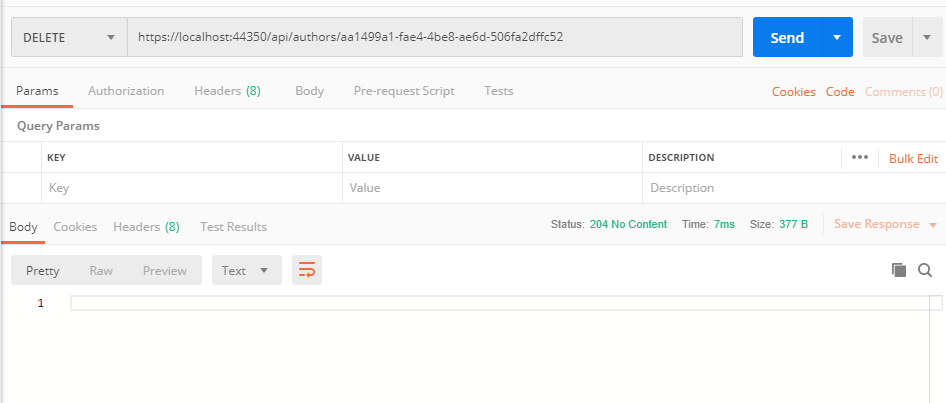 DELETE https://localhost:44350/api/authors/aa1499a1-fae4-4be8-ae6d-506fa2dffc52 Send Save
Params Authorization Headers (8) Body Pre-request Script Tests Cookies Code Comments (0)
Query Params
KEY VALUE DESCRIPTION ••• Bulk Edit
Key Value Description
Body Cookies Headers (8) Test Results Status: 204 No Content Time: 7ms Size: 377 B Save Response
Pretty Raw Preview Text
1